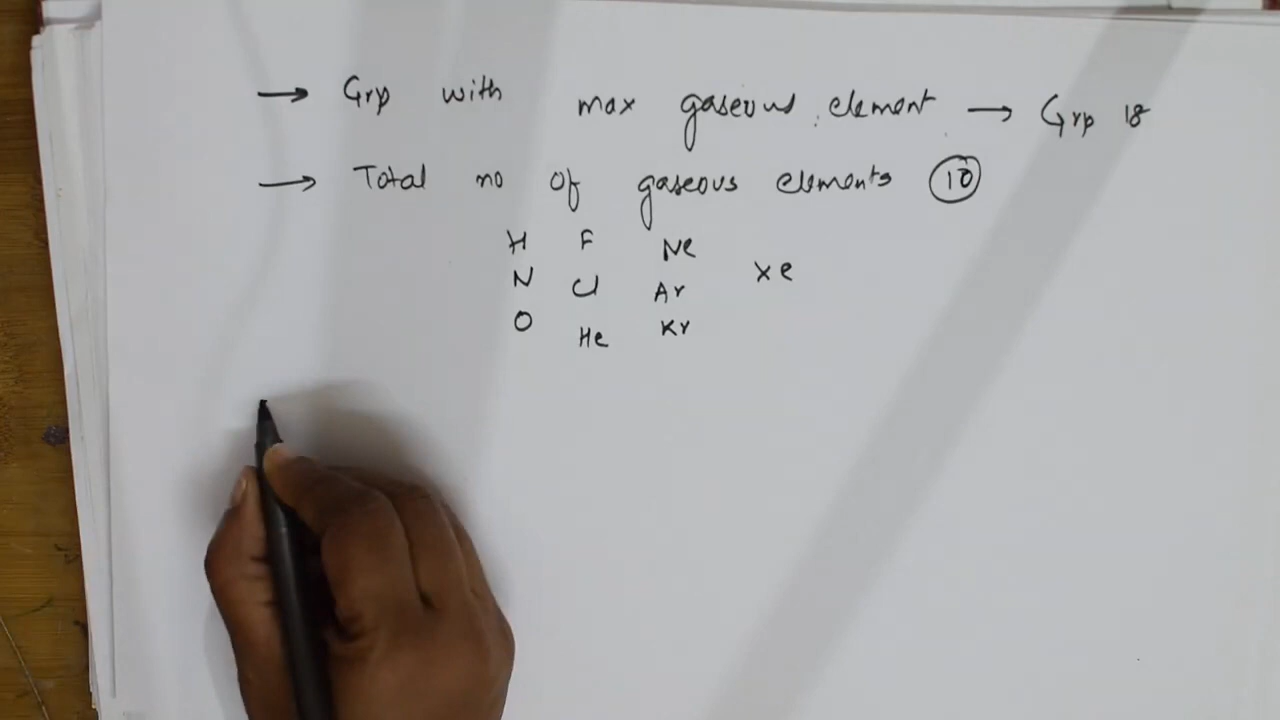 → Grp with max gaseous element → Grp 18
→ Total no of gaseous elements 10
H F Ne
N Cl Ar Xe
O He Kr